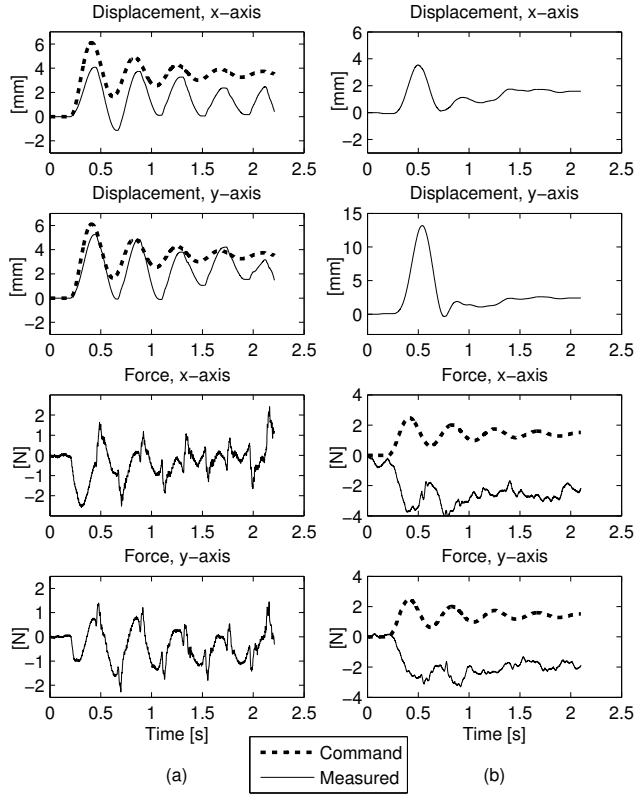 Displacement, x−axis
Displacement, x−axis
[mm]
6
4
2
0
−2
0 0.5 1 1.5 2 2.5
6
4
2
0
−2
0 0.5 1 1.5 2 2.5
Displacement, y−axis
Displacement, y−axis
[mm]
6
4
2
0
−2
0 0.5 1 1.5 2 2.5
15
10
5
0
0 0.5 1 1.5 2 2.5
Force, x−axis
Force, x−axis
[N]
2
1
0
−1
−2
0 0.5 1 1.5 2 2.5
[N]
4
2
0
−2
−4
0 0.5 1 1.5 2 2.5
Force, y−axis
Force, y−axis
[N]
2
1
0
−1
−2
0 0.5 1 1.5 2 2.5
Time [s]
[N]
4
2
0
−2
−4
0 0.5 1 1.5 2 2.5
Time [s]
Command
Measured
(a)
(b)